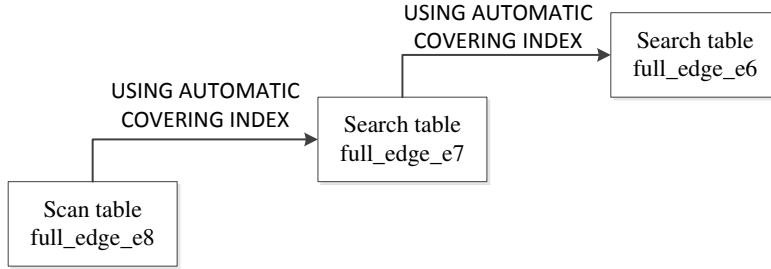 USING AUTOMATIC
COVERING INDEX
Search table
full_edge_e6
USING AUTOMATIC
COVERING INDEX
Search table
full_edge_e7
Scan table
full_edge_e8